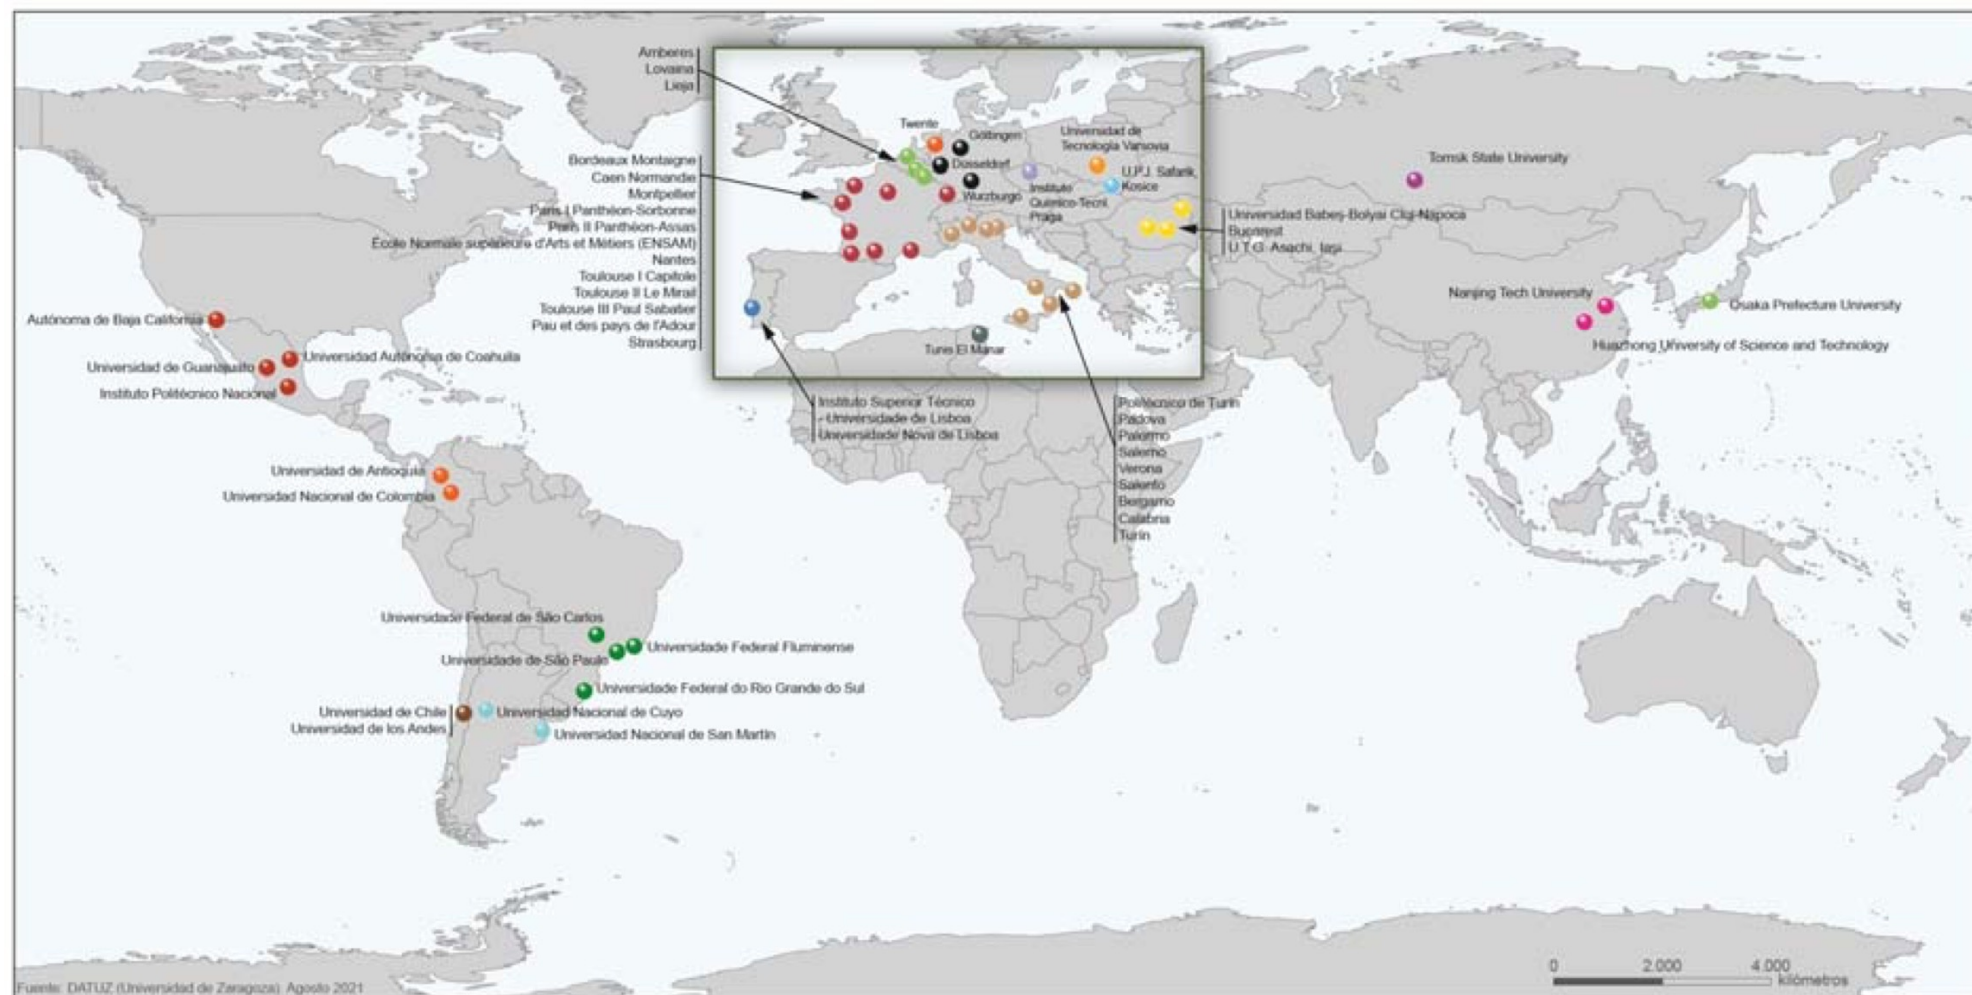 Amberes
Lovaina
Lieja
Bordeaux Montaigne
Caen Normandie
Montpellier
Paris I Panthéon-Sorbonne
Paris II Panthéon-Assas
École Normale supérieure d'Arts et Métiers (ENSAM)
Nantes
Toulouse I Capitole
Toulouse II Le Mirail
Toulouse III Paul Sabatier
Pau et des pays de l'Adour
Strasbourg
Twente
Göttingen
Düsseldorf
Wurzburgo
Universidad de
Tecnología Varsovia
U.P.J. Safarik,
Kosice
Instituto
Químico-Tecnl.
Praga
Tunis El Manar
Universidad Babeş-Bolyai Cluj-Napoca
Bucarest
U.T.G. Asachi, Iaşi
Tomsk State University
Nanjing Tech University
Osaka Prefecture University
Huazhong University of Science and Technology
Autónoma de Baja California
Universidad Autónoma de Coahuila
Universidad de Guanajuato
Instituto Politécnico Nacional
Instituto Superior Técnico
- Universidade de Lisboa
Universidade Nova de Lisboa
Politécnico de Turín
Padova
Palermo
Salerno
Verona
Salento
Bergamo
Calabria
Turín
Universidad de Antioquia
Universidad Nacional de Colombia
Universidade Federal de São Carlos
Universidade Federal Fluminense
Universidade de São Paulo
Universidade Federal do Rio Grande do Sul
Universidad de Chile
Universidad de los Andes
Universidad Nacional de Cuyo
Universidad Nacional de San Martín
0 2.000 4.000
kilómetros
Fuente: DATUZ (Universidad de Zaragoza). Agosto 2021